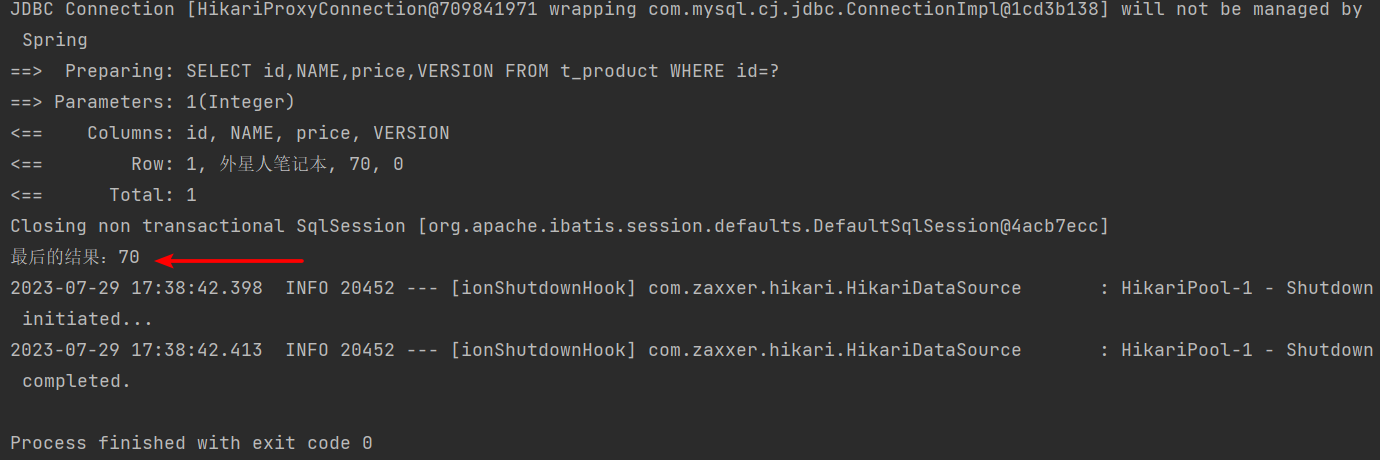 JDBC Connection [HikariProxyConnection@709841971 wrapping com.mysql.cj.jdbc.ConnectionImpl@1cd3b138] will not be managed by
 Spring
==>  Preparing: SELECT id,NAME,price,VERSION FROM t_product WHERE id=?
==> Parameters: 1(Integer)
<==    Columns: id, NAME, price, VERSION
<==        Row: 1, 外星人笔记本, 70, 0
<==      Total: 1
Closing non transactional SqlSession [org.apache.ibatis.session.defaults.DefaultSqlSession@4acb7ecc]
最后的结果：70
2023-07-29 17:38:42.398  INFO 20452 --- [ionShutdownHook] com.zaxxer.hikari.HikariDataSource       : HikariPool-1 - Shutdown
 initiated...
2023-07-29 17:38:42.413  INFO 20452 --- [ionShutdownHook] com.zaxxer.hikari.HikariDataSource       : HikariPool-1 - Shutdown
 completed.
Process finished with exit code 0